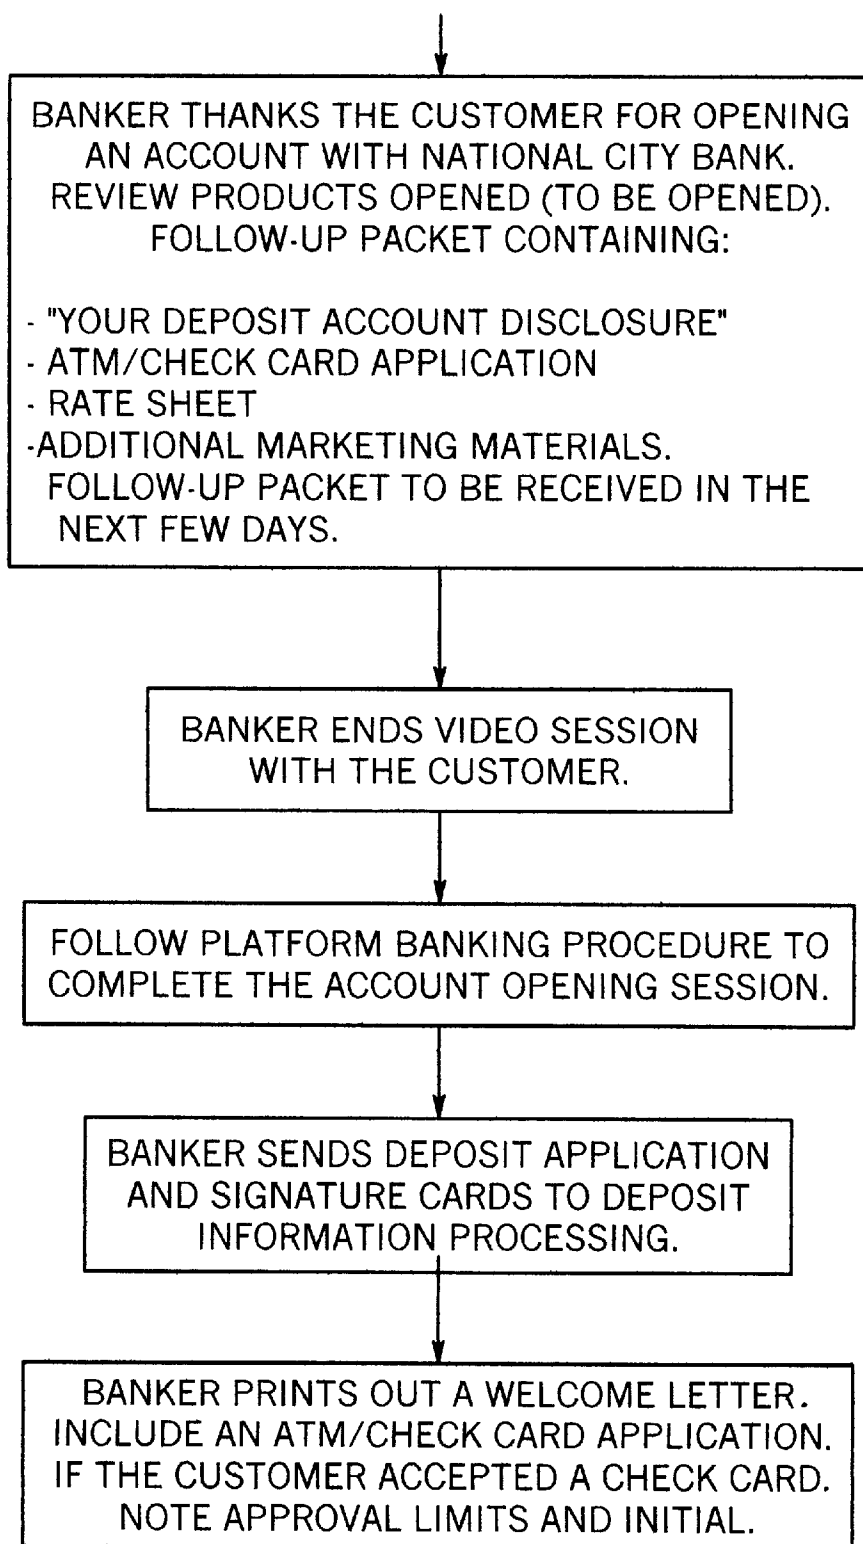 BANKER THANKS THE CUSTOMER FOR OPENING
AN ACCOUNT WITH NATIONAL CITY BANK.
REVIEW PRODUCTS OPENED (TO BE OPENED).
FOLLOW-UP PACKET CONTAINING:
- "YOUR DEPOSIT ACCOUNT DISCLOSURE"
- ATM/CHECK CARD APPLICATION
- RATE SHEET
-ADDITIONAL MARKETING MATERIALS.
FOLLOW-UP PACKET TO BE RECEIVED IN THE
NEXT FEW DAYS.
BANKER ENDS VIDEO SESSION
WITH THE CUSTOMER.
FOLLOW PLATFORM BANKING PROCEDURE TO
COMPLETE THE ACCOUNT OPENING SESSION.
BANKER SENDS DEPOSIT APPLICATION
AND SIGNATURE CARDS TO DEPOSIT
INFORMATION PROCESSING.
BANKER PRINTS OUT A WELCOME LETTER.
INCLUDE AN ATM/CHECK CARD APPLICATION.
IF THE CUSTOMER ACCEPTED A CHECK CARD.
NOTE APPROVAL LIMITS AND INITIAL.